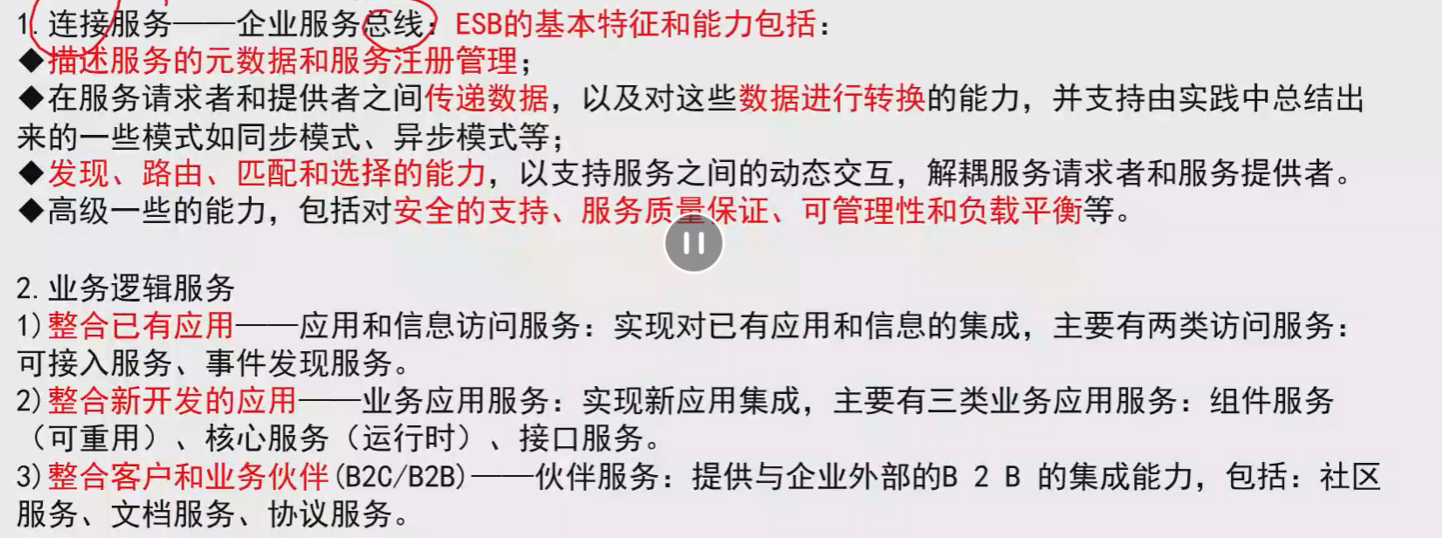 1.连接服务——企业服务总线：ESB的基本特征和能力包括：
◆描述服务的元数据和服务注册管理；
◆在服务请求者和提供者之间传递数据，以及对这些数据进行转换的能力，并支持由实践中总结出
来的一些模式如同步模式、异步模式等；
◆发现、路由、匹配和选择的能力，以支持服务之间的动态交互，解耦服务请求者和服务提供者。
◆高级一些的能力，包括对安全的支持、服务质量保证、可管理性和负载平衡等。
2.业务逻辑服务
1)整合已有应用——应用和信息访问服务：实现对已有应用和信息的集成，主要有两类访问服务：
可接入服务、事件发现服务。
2)整合新开发的应用——业务应用服务：实现新应用集成，主要有三类业务应用服务：组件服务
（可重用）、核心服务（运行时）、接口服务。
3)整合客户和业务伙伴(B2C/B2B)——伙伴服务：提供与企业外部的B 2 B 的集成能力，包括：社区
服务、文档服务、协议服务。